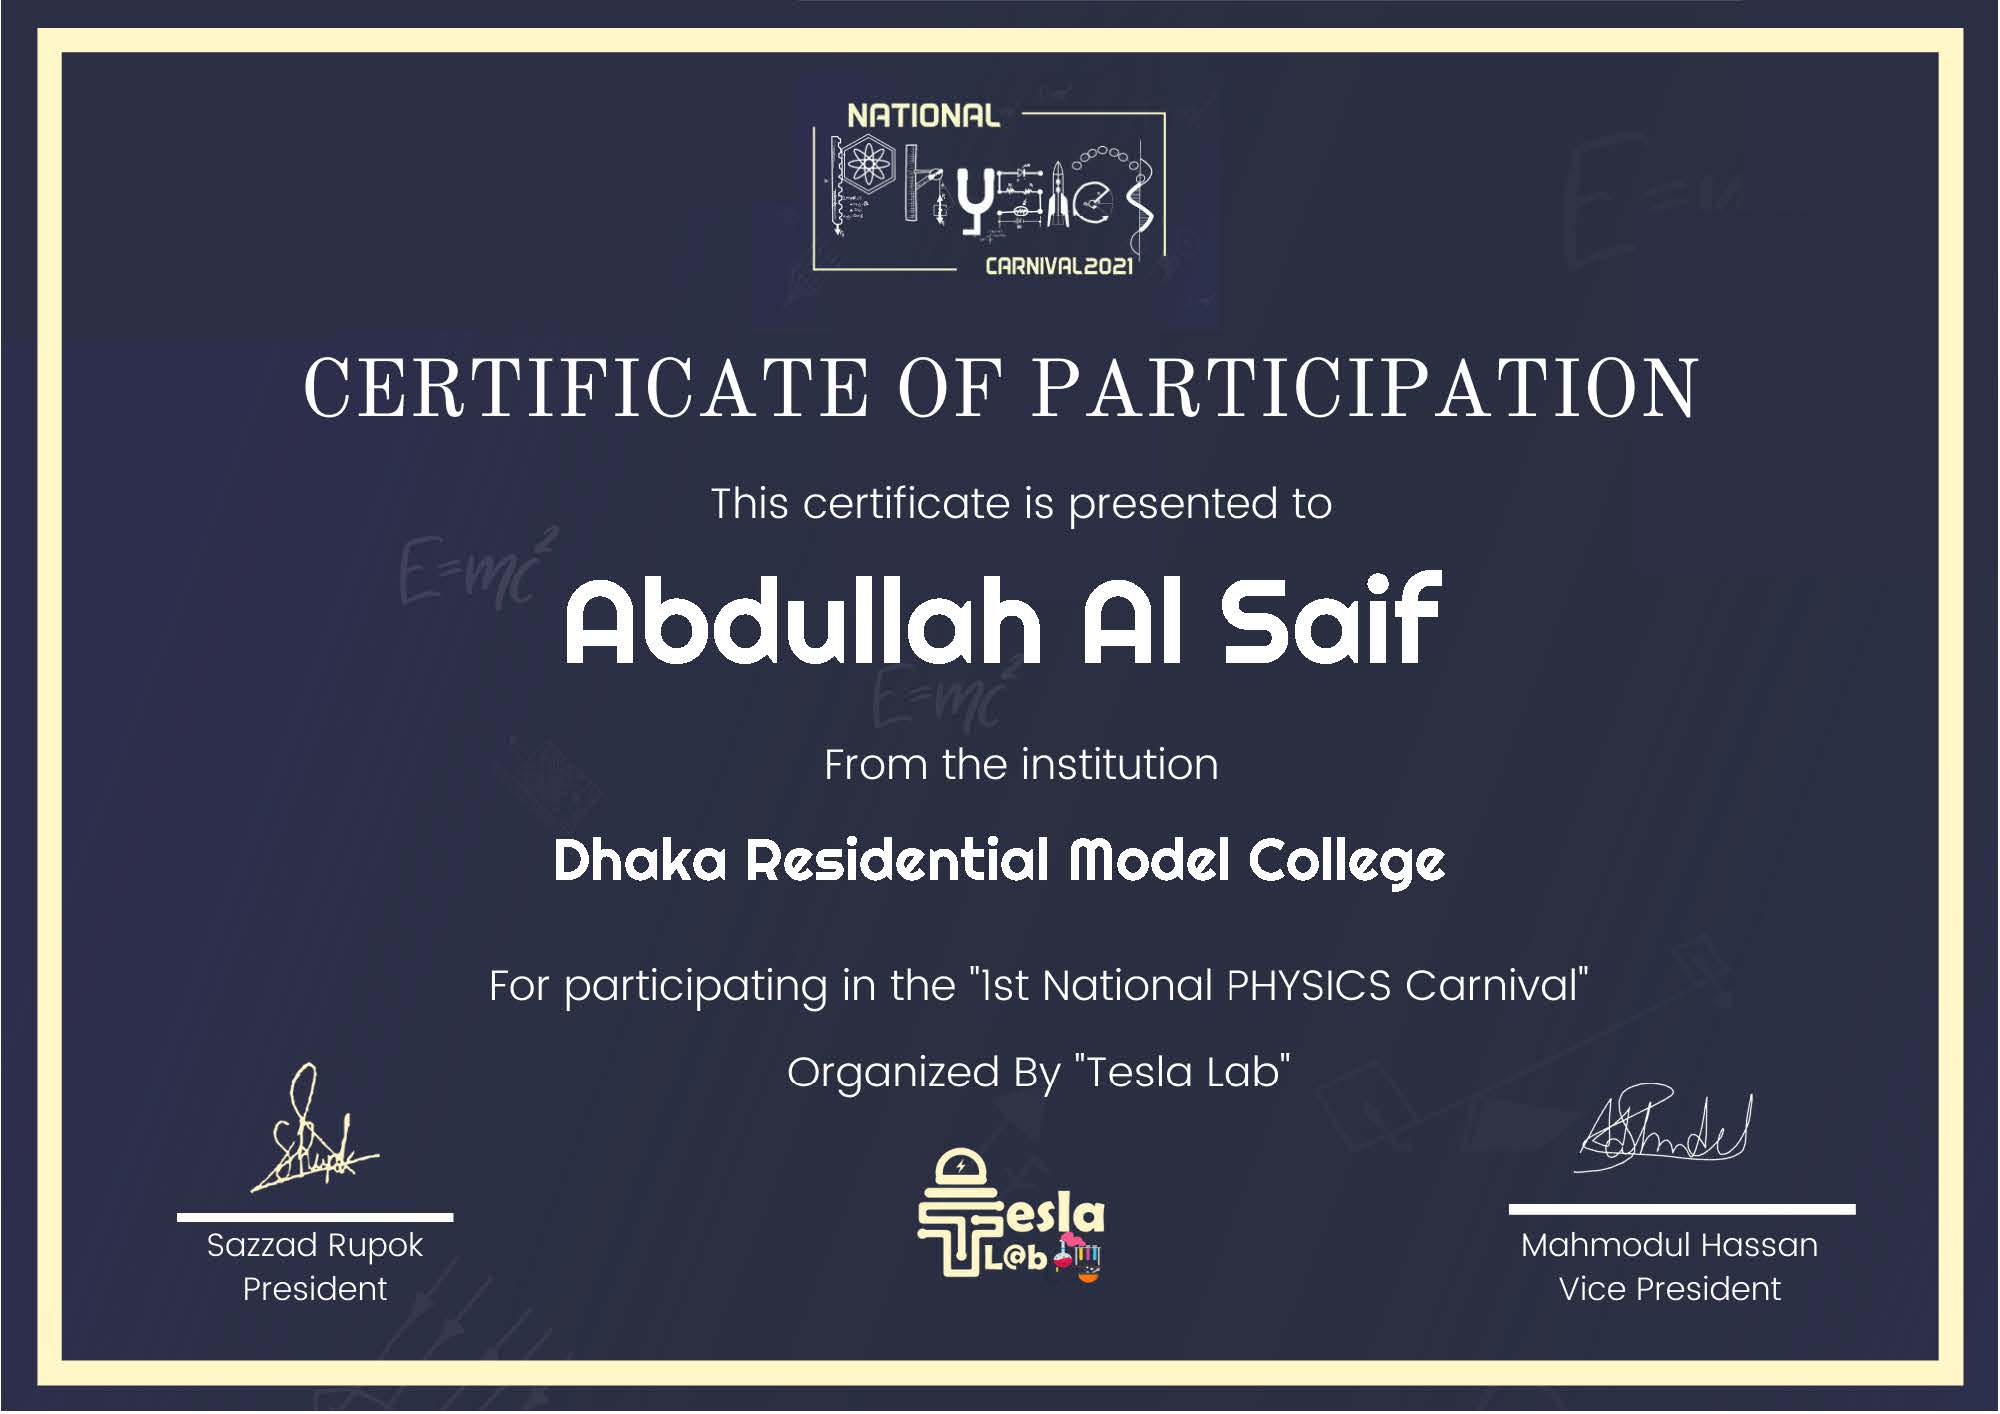 NATIONAL
Physics
CARNIVAL2021
CERTIFICATE OF PARTICIPATION
This certificate is presented to
E=mc²
Abdullah Al Saif
E=mc²
From the institution
Dhaka Residential Model College
For participating in the "1st National PHYSICS Carnival"
Organized By "Tesla Lab"
Tesla
L@b
Sazzad Rupok
President
Mahmodul Hassan
Vice President